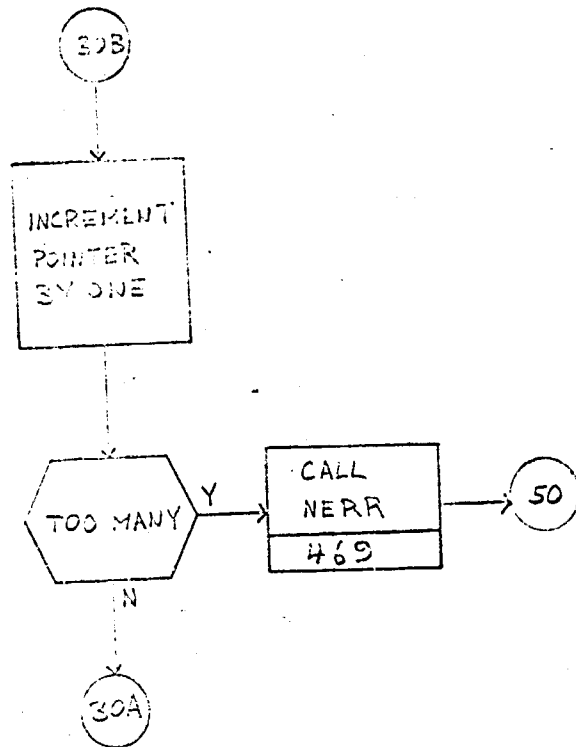 30B
INCREMENT
POINTER
BY ONE
TOO MANY
Y
CALL
NERR
469
50
N
30A